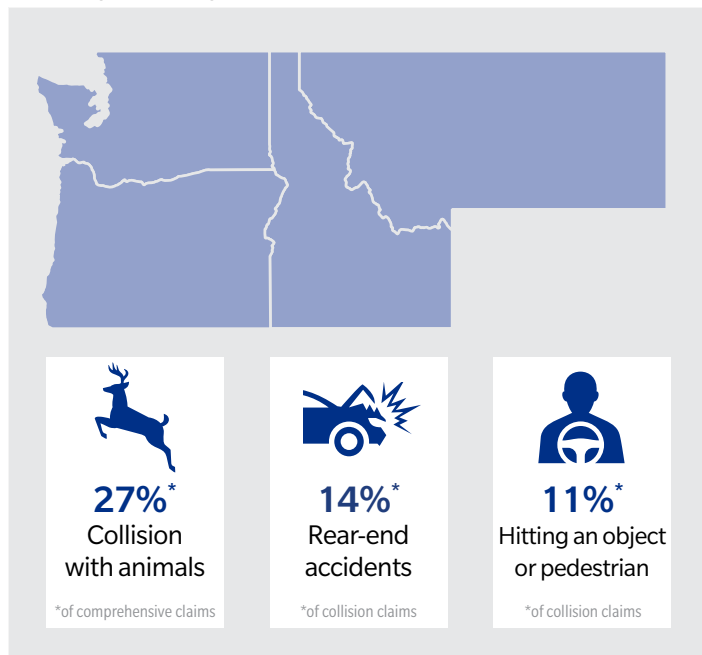 27%*
Collision
with animals
*of comprehensive claims
14%*
Rear-end
accidents
*of collision claims
11%*
Hitting an object
or pedestrian
*of collision claims